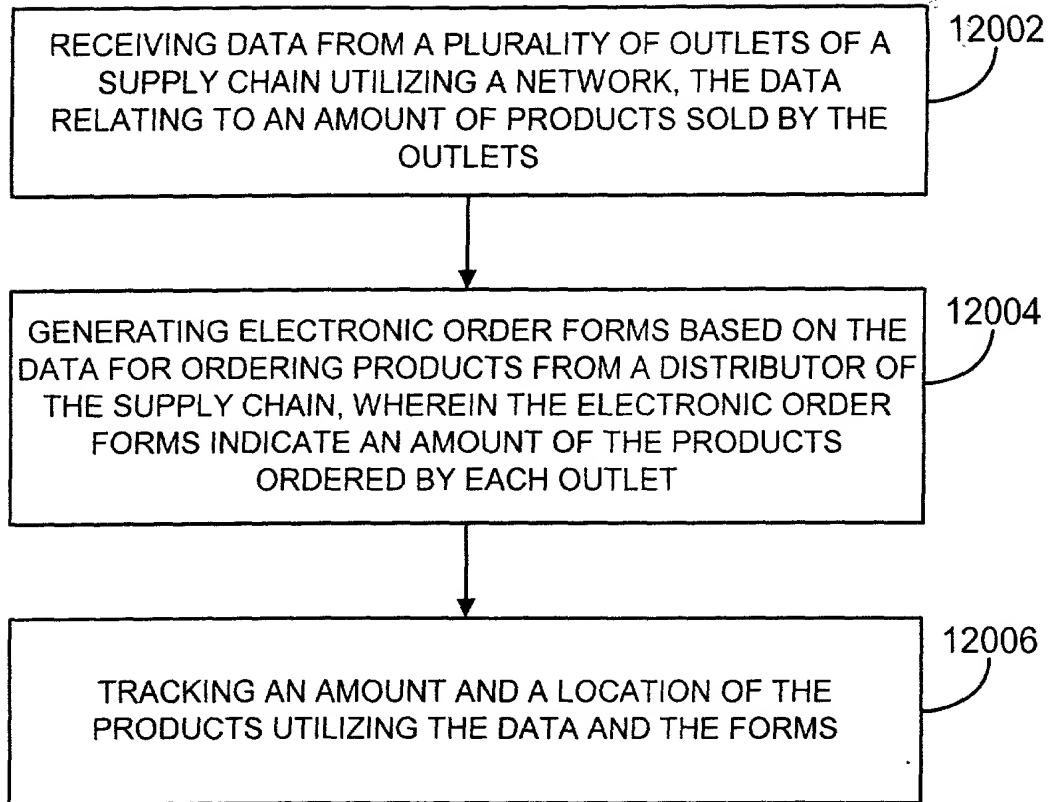 RECEIVING DATA FROM A PLURALITY OF OUTLETS OF A
SUPPLY CHAIN UTILIZING A NETWORK, THE DATA
RELATING TO AN AMOUNT OF PRODUCTS SOLD BY THE
OUTLETS
12002
GENERATING ELECTRONIC ORDER FORMS BASED ON THE
DATA FOR ORDERING PRODUCTS FROM A DISTRIBUTOR OF
THE SUPPLY CHAIN, WHEREIN THE ELECTRONIC ORDER
FORMS INDICATE AN AMOUNT OF THE PRODUCTS
ORDERED BY EACH OUTLET
12004
TRACKING AN AMOUNT AND A LOCATION OF THE
PRODUCTS UTILIZING THE DATA AND THE FORMS
12006